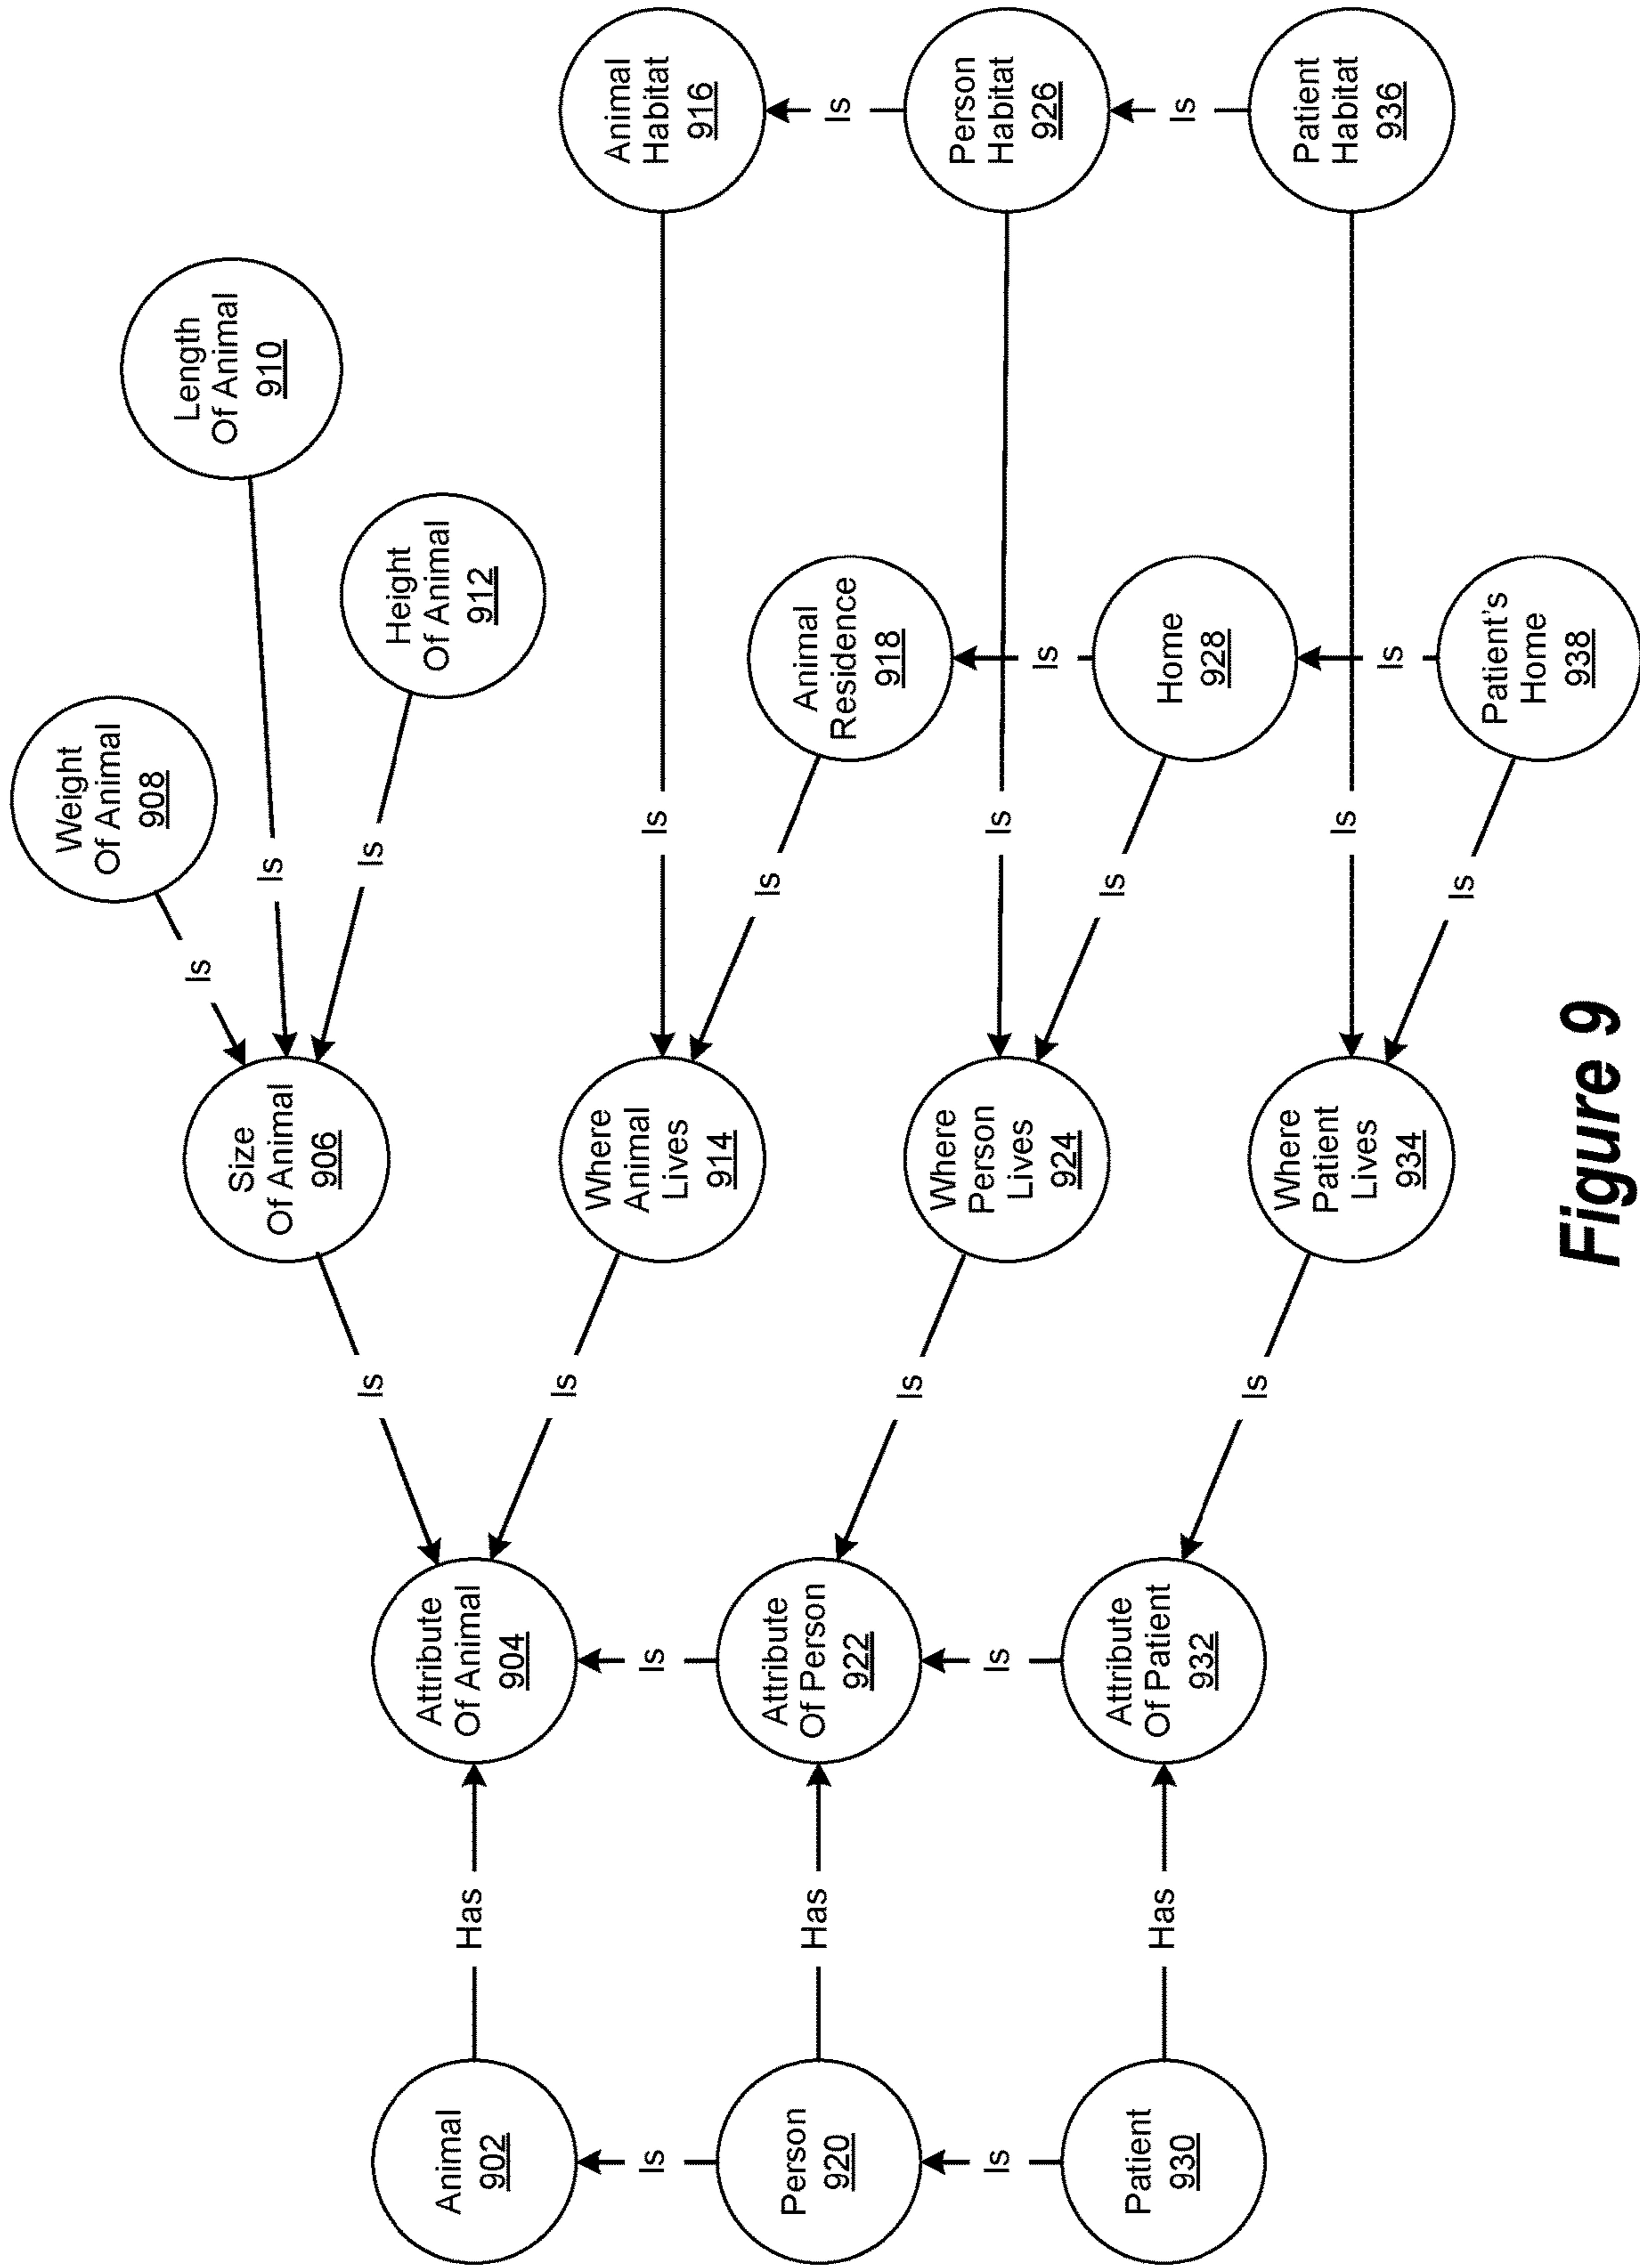 Weight
Of Animal
908
Is
Length
Of Animal
910
Size
Of Animal
906
Is
Is
Is
Height
Of Animal
912
Animal
902
Has
Attribute
Of Animal
904
Is
Where
Animal
Lives
914
Is
Animal
Habitat
916
Is
Is
Is
Animal
Residence
918
Is
Person
920
Has
Attribute
Of Person
922
Is
Where
Person
Lives
924
Is
Person
Habitat
926
Is
Is
Is
Is
Home
928
Is
Patient
930
Has
Attribute
Of Patient
932
Is
Where
Patient
Lives
934
Is
Patient
Habitat
936
Is
Is
Patient's
Home
938
Figure 9